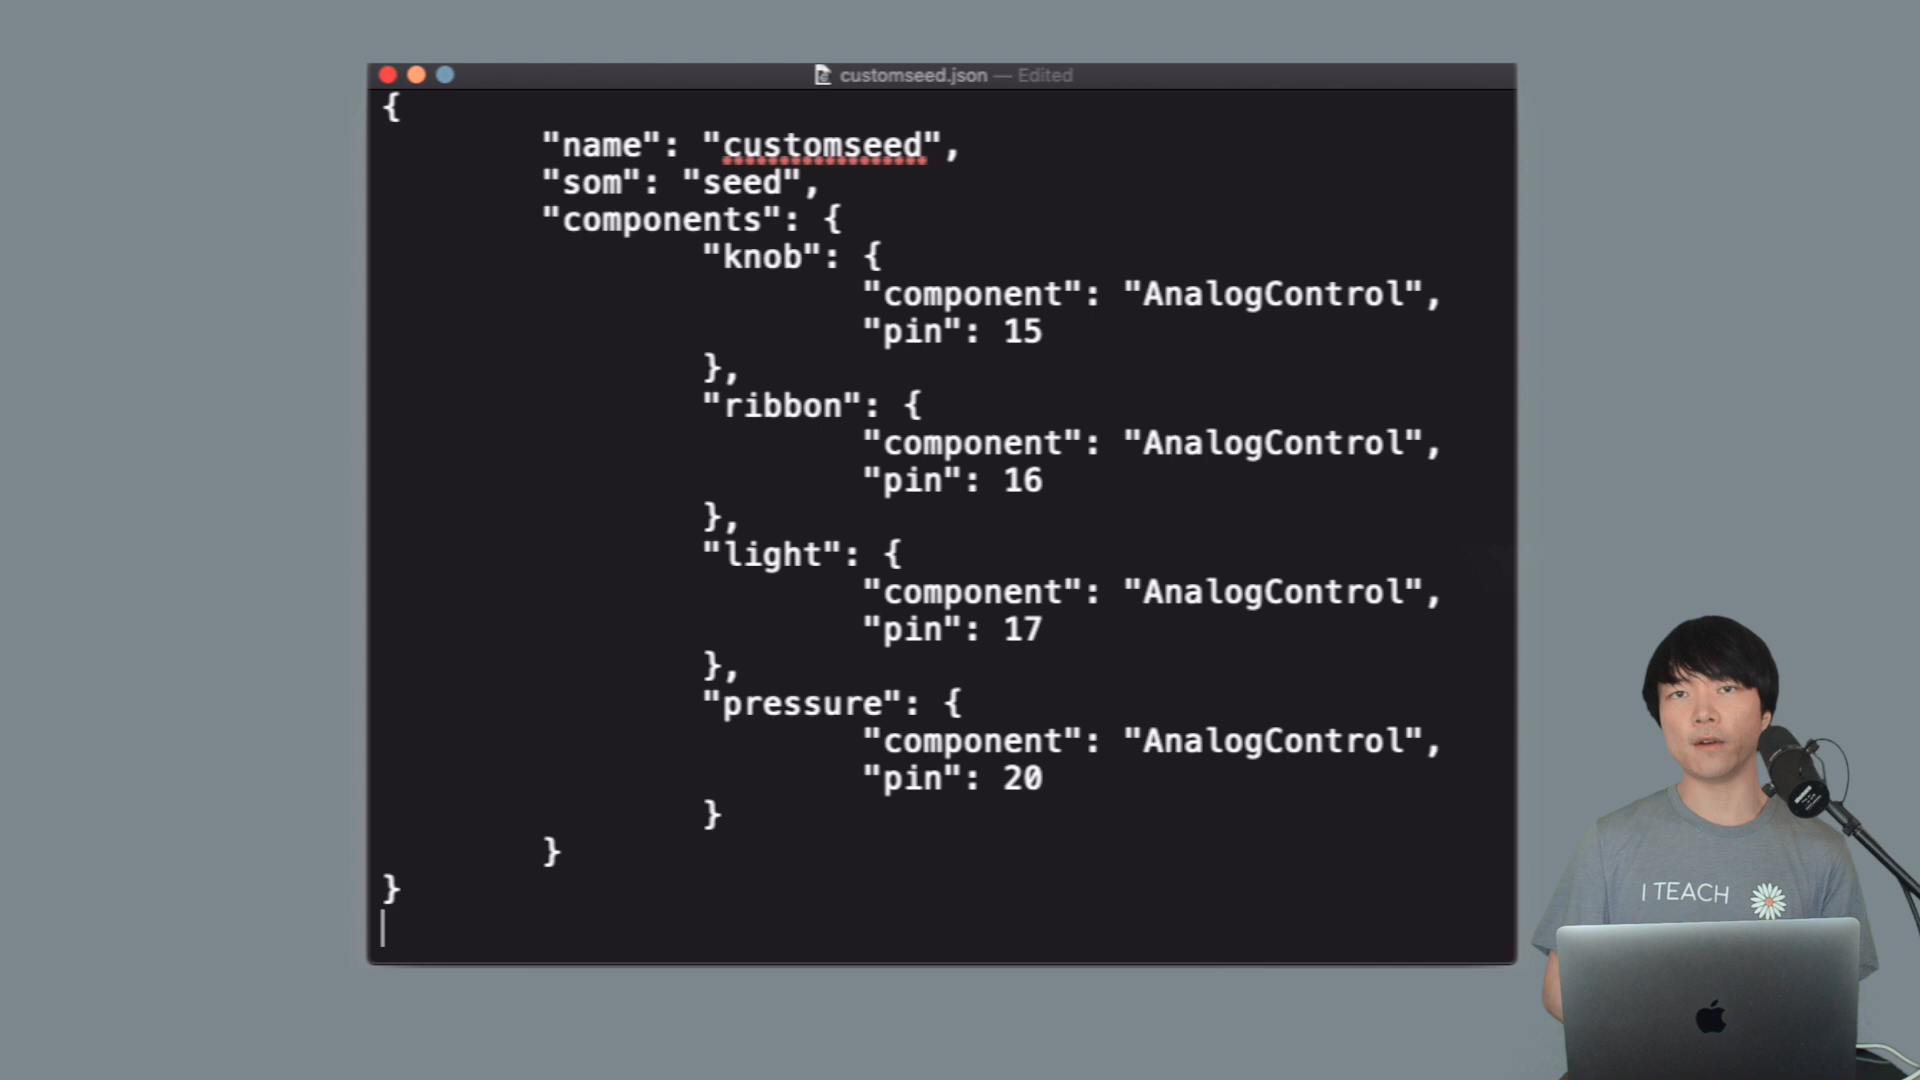 customseed.json — Edited
{
"name": "customseed",
"som": "seed",
"components": {
"knob": {
"component": "AnalogControl",
"pin": 15
},
"ribbon": {
"component": "AnalogControl",
"pin": 16
},
"light": {
"component": "AnalogControl",
"pin": 17
},
"pressure": {
"component": "AnalogControl",
"pin": 20
}
}
}
I TEACH